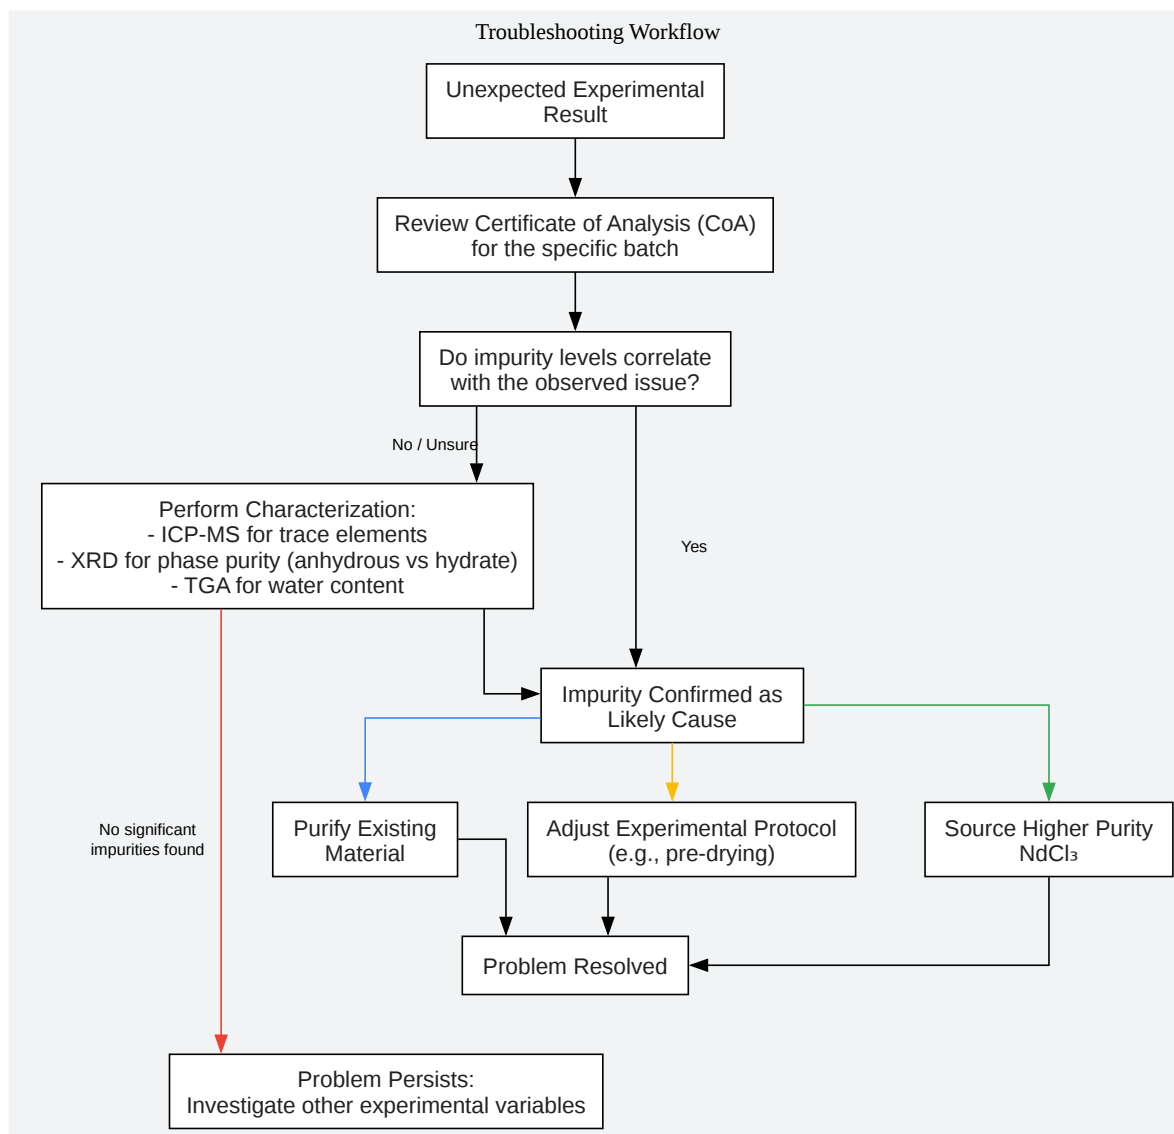 Troubleshooting Workflow
Unexpected Experimental
Result
Review Certificate of Analysis (CoA)
for the specific batch
Do impurity levels correlate
with the observed issue?
No / Unsure
Yes
Perform Characterization:
- ICP-MS for trace elements
- XRD for phase purity (anhydrous vs hydrate)
- TGA for water content
Impurity Confirmed as
Likely Cause
No significant
impurities found
Purify Existing
Material
Adjust Experimental Protocol
(e.g., pre-drying)
Source Higher Purity
NdCl₃
Problem Resolved
Problem Persists:
Investigate other experimental variables